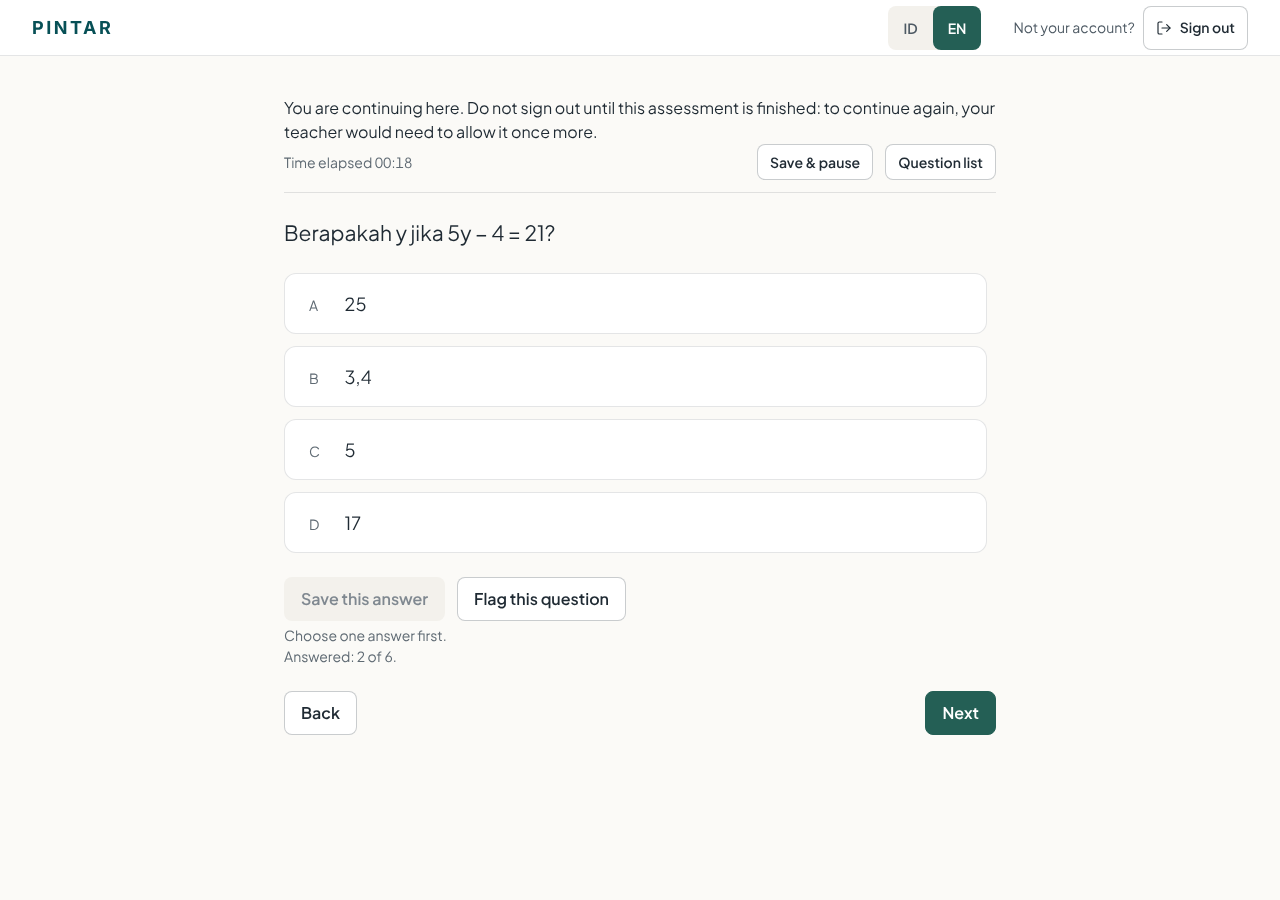 PINTAR
ID
EN
Not your account?
Sign out
You are continuing here. Do not sign out until this assessment is finished: to continue again, your
teacher would need to allow it once more.
Time elapsed 00:18
Save & pause
Question list
Berapakah y jika 5y – 4 = 21?
A 25
B 3,4
C 5
D 17
Save this answer
Flag this question
Choose one answer first.
Answered: 2 of 6.
Back
Next